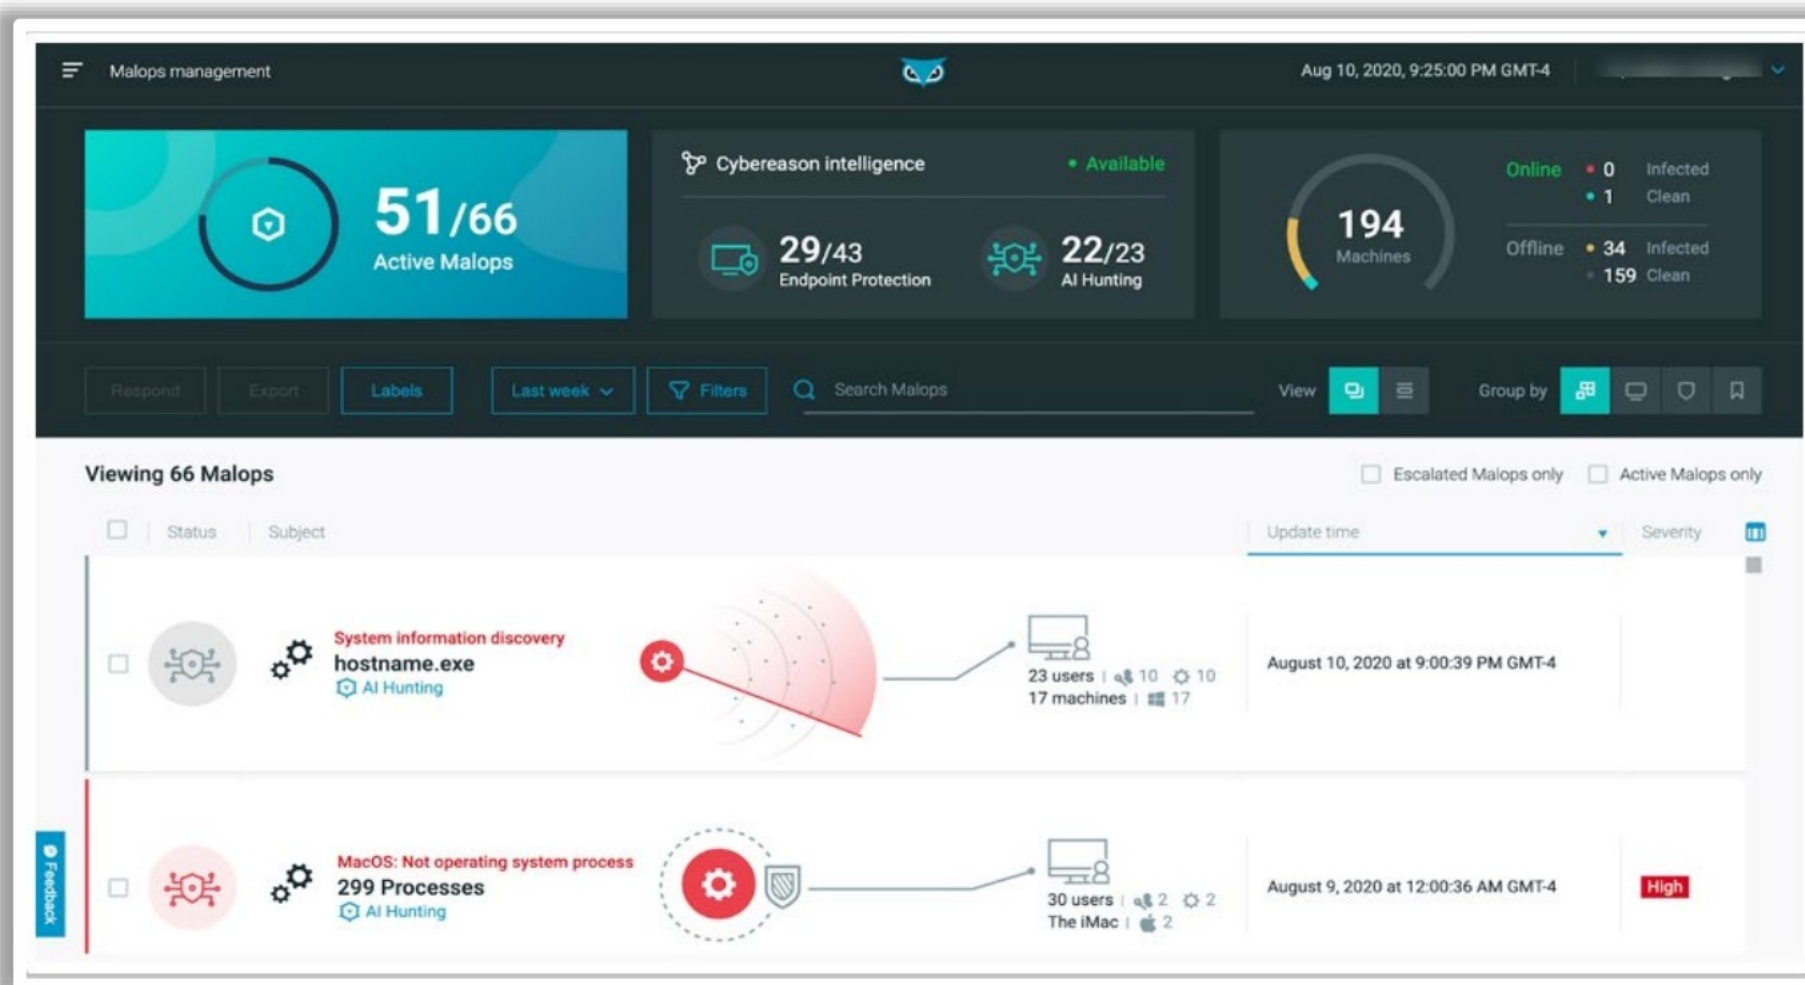 Malops management
Aug 10, 2020, 9:25:00 PM GMT-4
51/66
Active Malops
Cybereason intelligence
Available
29/43
Endpoint Protection
22/23
AI Hunting
194
Machines
Online 0 Infected
1 Clean
Offline 34 Infected
159 Clean
Respond Export Labels Last week Filters Search Malops View Group by
Viewing 66 Malops
Escalated Malops only Active Malops only
Status Subject Update time Severity
System information discovery
hostname.exe
AI Hunting
23 users | 10 10
17 machines | 17
August 10, 2020 at 9:00:39 PM GMT-4
MacOS: Not operating system process
299 Processes
AI Hunting
30 users | 2 2
The iMac | 2
August 9, 2020 at 12:00:36 AM GMT-4
High
Feedback